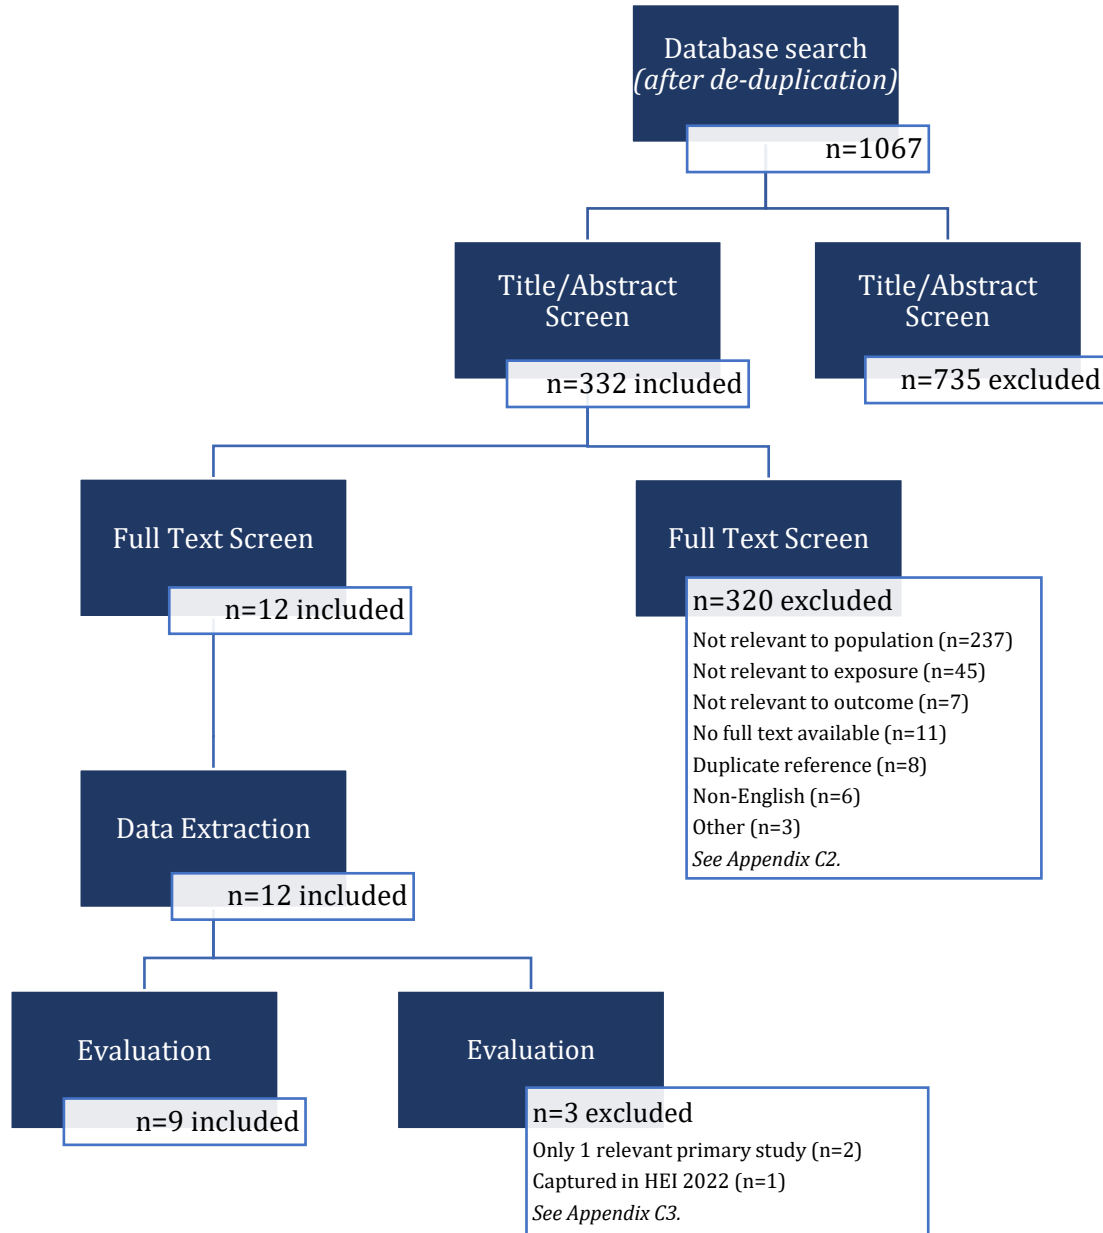 Database search
(after de-duplication)
n=1067
Title/Abstract
Screen
n=332 included
Title/Abstract
Screen
n=735 excluded
Full Text Screen
n=12 included
Full Text Screen
n=320 excluded
Not relevant to population (n=237)
Not relevant to exposure (n=45)
Not relevant to outcome (n=7)
No full text available (n=11)
Duplicate reference (n=8)
Non-English (n=6)
Other (n=3)
See Appendix C2.
Data Extraction
n=12 included
Evaluation
n=9 included
Evaluation
n=3 excluded
Only 1 relevant primary study (n=2)
Captured in HEI 2022 (n=1)
See Appendix C3.